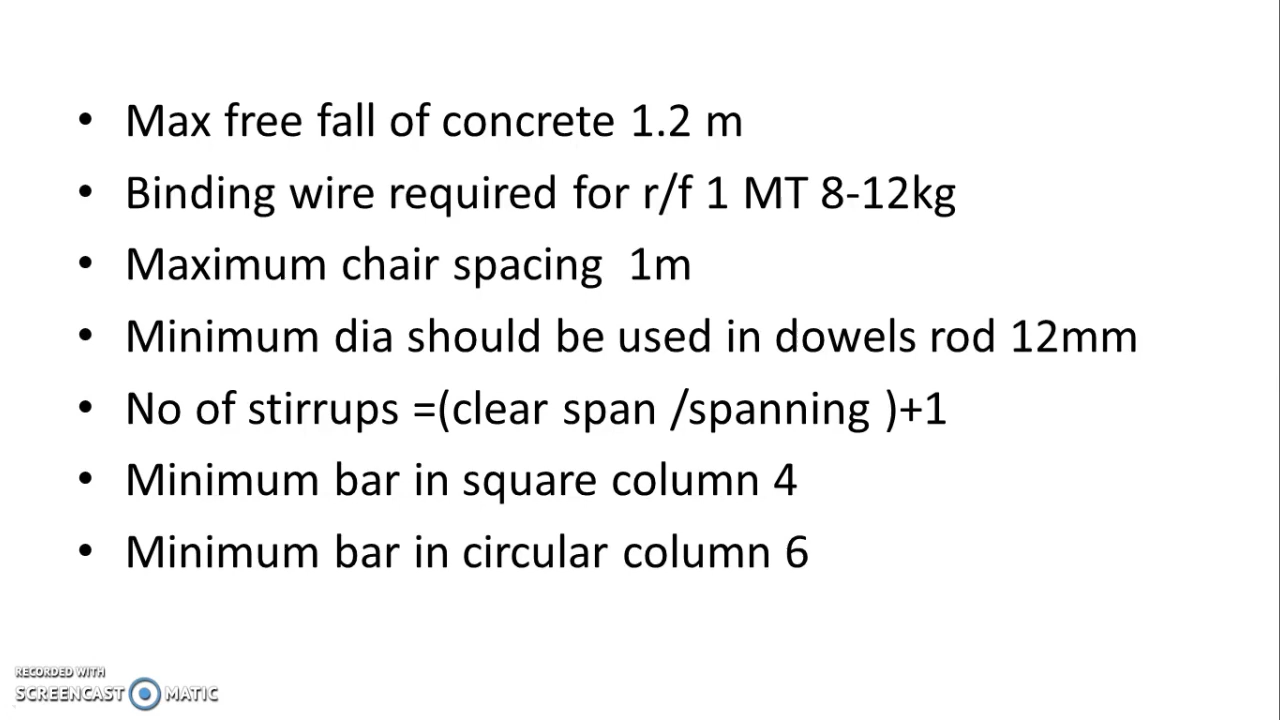 • Max free fall of concrete 1.2 m
• Binding wire required for r/f 1 MT 8-12kg
• Maximum chair spacing  1m
• Minimum dia should be used in dowels rod 12mm
• No of stirrups =(clear span /spanning )+1
• Minimum bar in square column 4
• Minimum bar in circular column 6
RECORDED WITH
SCREENCAST MATIC